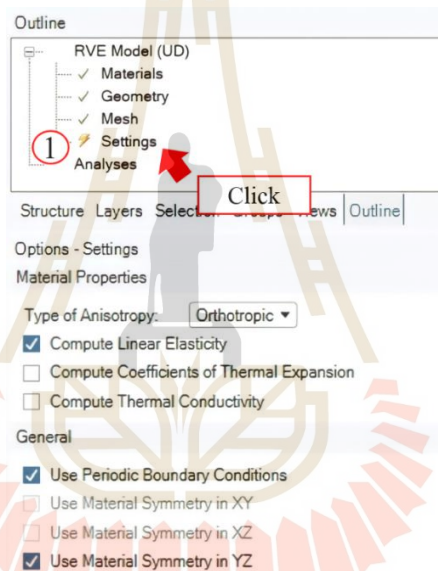 Outline
RVE Model (UD)
Materials
Geometry
Mesh
1 Settings
Analyses
Click
Structure Layers Selection Views Outline
Options - Settings
Material Properties
Type of Anisotropy: Orthotropic
Compute Linear Elasticity
Compute Coefficients of Thermal Expansion
Compute Thermal Conductivity
General
Use Periodic Boundary Conditions
Use Material Symmetry in XY
Use Material Symmetry in XZ
Use Material Symmetry in YZ